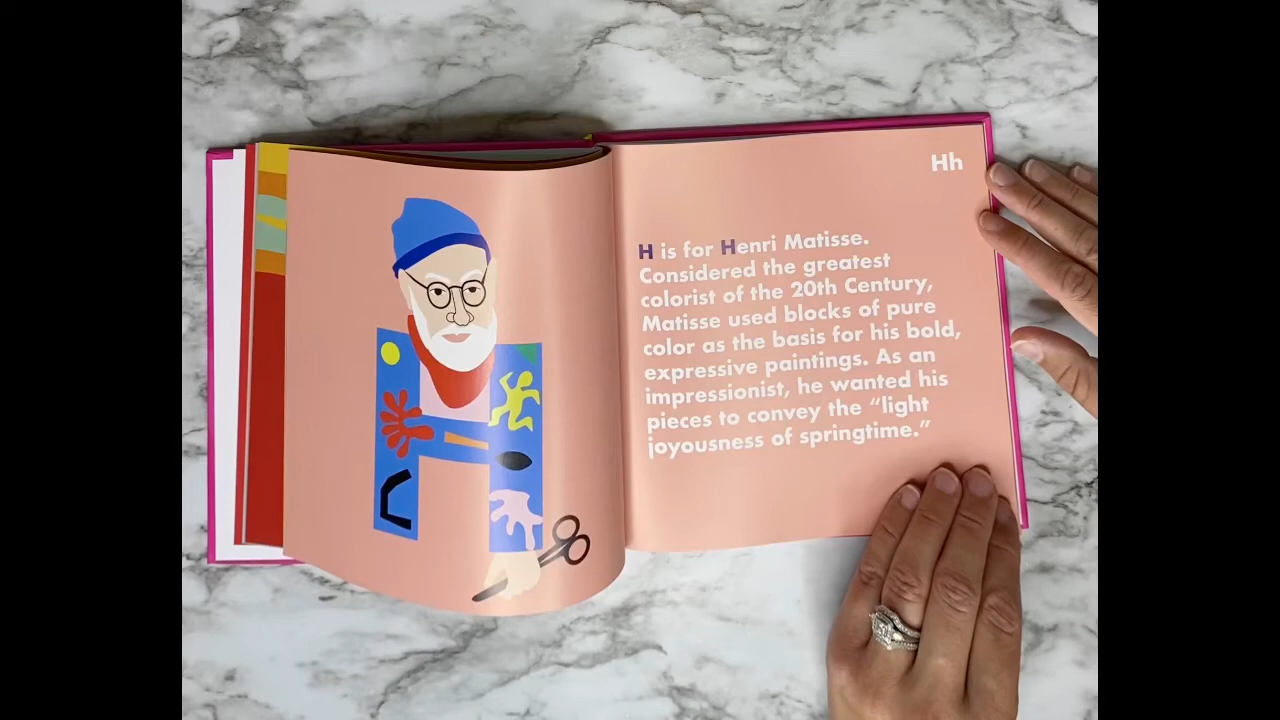 Hh
H is for Henri Matisse.
Considered the greatest
colorist of the 20th Century,
Matisse used blocks of pure
color as the basis for his bold,
expressive paintings. As an
impressionist, he wanted his
pieces to convey the “light
joyousness of springtime.”